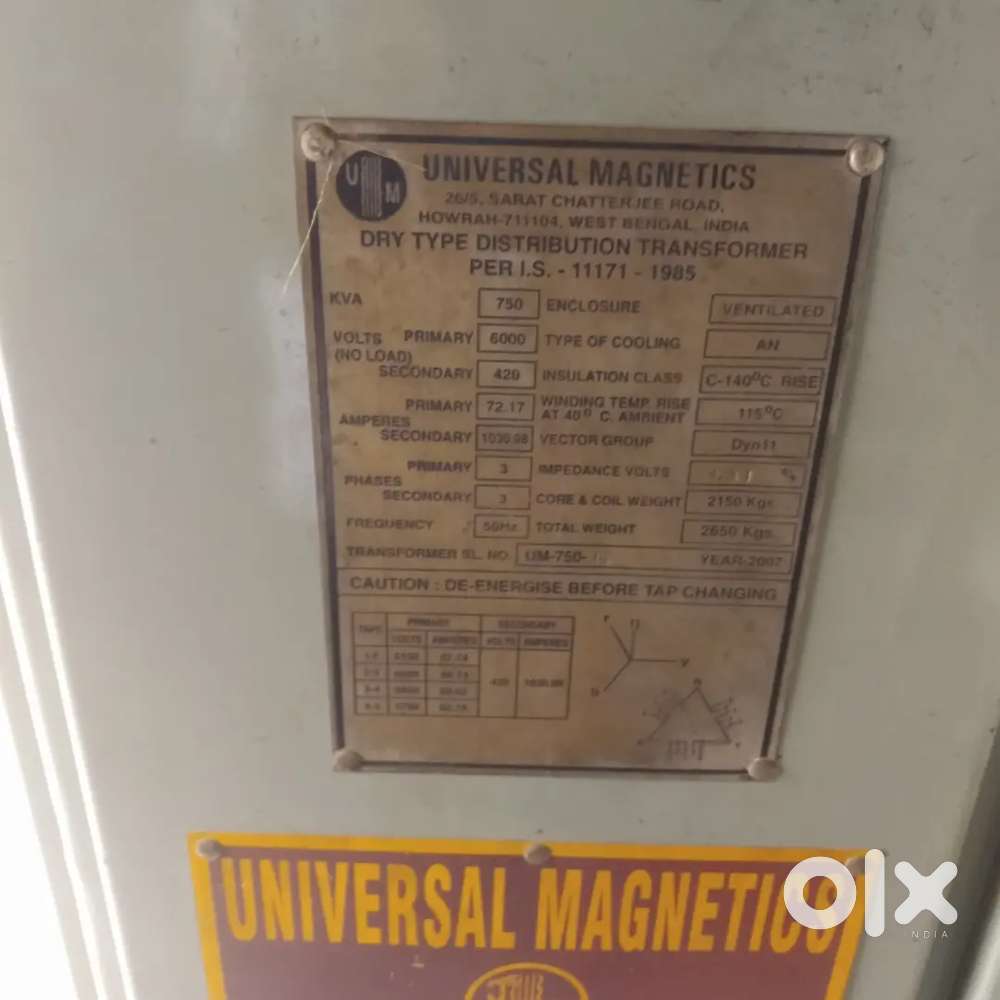 U M UNIVERSAL MAGNETICS
26/5, SARAT CHATTERJEE ROAD,
HOWRAH-711104, WEST BENGAL, INDIA
DRY TYPE DISTRIBUTION TRANSFORMER
PER I.S. - 11171 - 1985
KVA 750 ENCLOSURE VENTILATED
VOLTS (NO LOAD) PRIMARY 6000 TYPE OF COOLING AN
SECONDARY 420 INSULATION CLASS C-140°C. RISE
AMPERES PRIMARY 72.17 WINDING TEMP. RISE AT 40° C. AMBIENT 115°C
SECONDARY 1030.98 VECTOR GROUP Dyn11
PHASES PRIMARY 3 IMPEDANCE VOLTS %
SECONDARY 3 CORE & COIL WEIGHT 2150 Kgs.
FREQUENCY 50Hz TOTAL WEIGHT 2650 Kgs.
TRANSFORMER SL. NO. UM-750- YEAR-2007
CAUTION : DE-ENERGISE BEFORE TAP CHANGING
TAPS PRIMARY SECONDARY
VOLTS AMPERES VOLTS AMPERES
420 1030.98
UNIVERSAL MAGNETICS
olx
INDIA